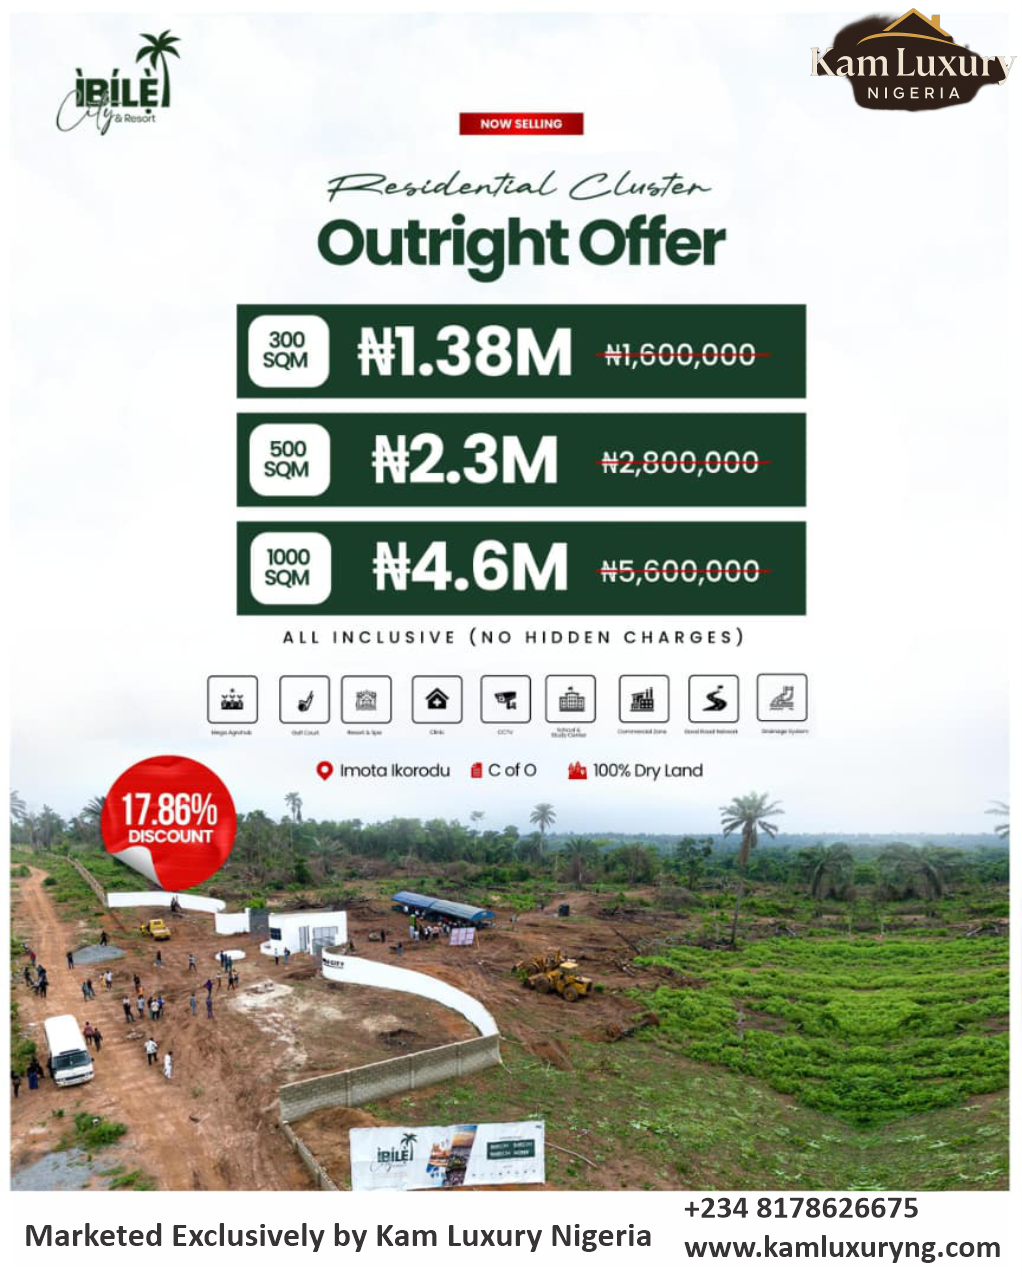 ÌBÍLẸ̀
City & Resort
Kam Luxury
NIGERIA
NOW SELLING
Residential Cluster
Outright Offer
300 SQM ₦1.38M ₦1,600,000
500 SQM ₦2.3M ₦2,800,000
1000 SQM ₦4.6M ₦5,600,000
ALL INCLUSIVE (NO HIDDEN CHARGES)
Mega Agrohub Golf Court Resort & Spa Clinic CCTV School & Study Center Commercial Zone Good Road Network Drainage System
Imota Ikorodu C of O 100% Dry Land
17.86%
DISCOUNT
CITY
ÌBÍLẸ̀
Marketed Exclusively by Kam Luxury Nigeria
+234 8178626675
www.kamluxuryng.com